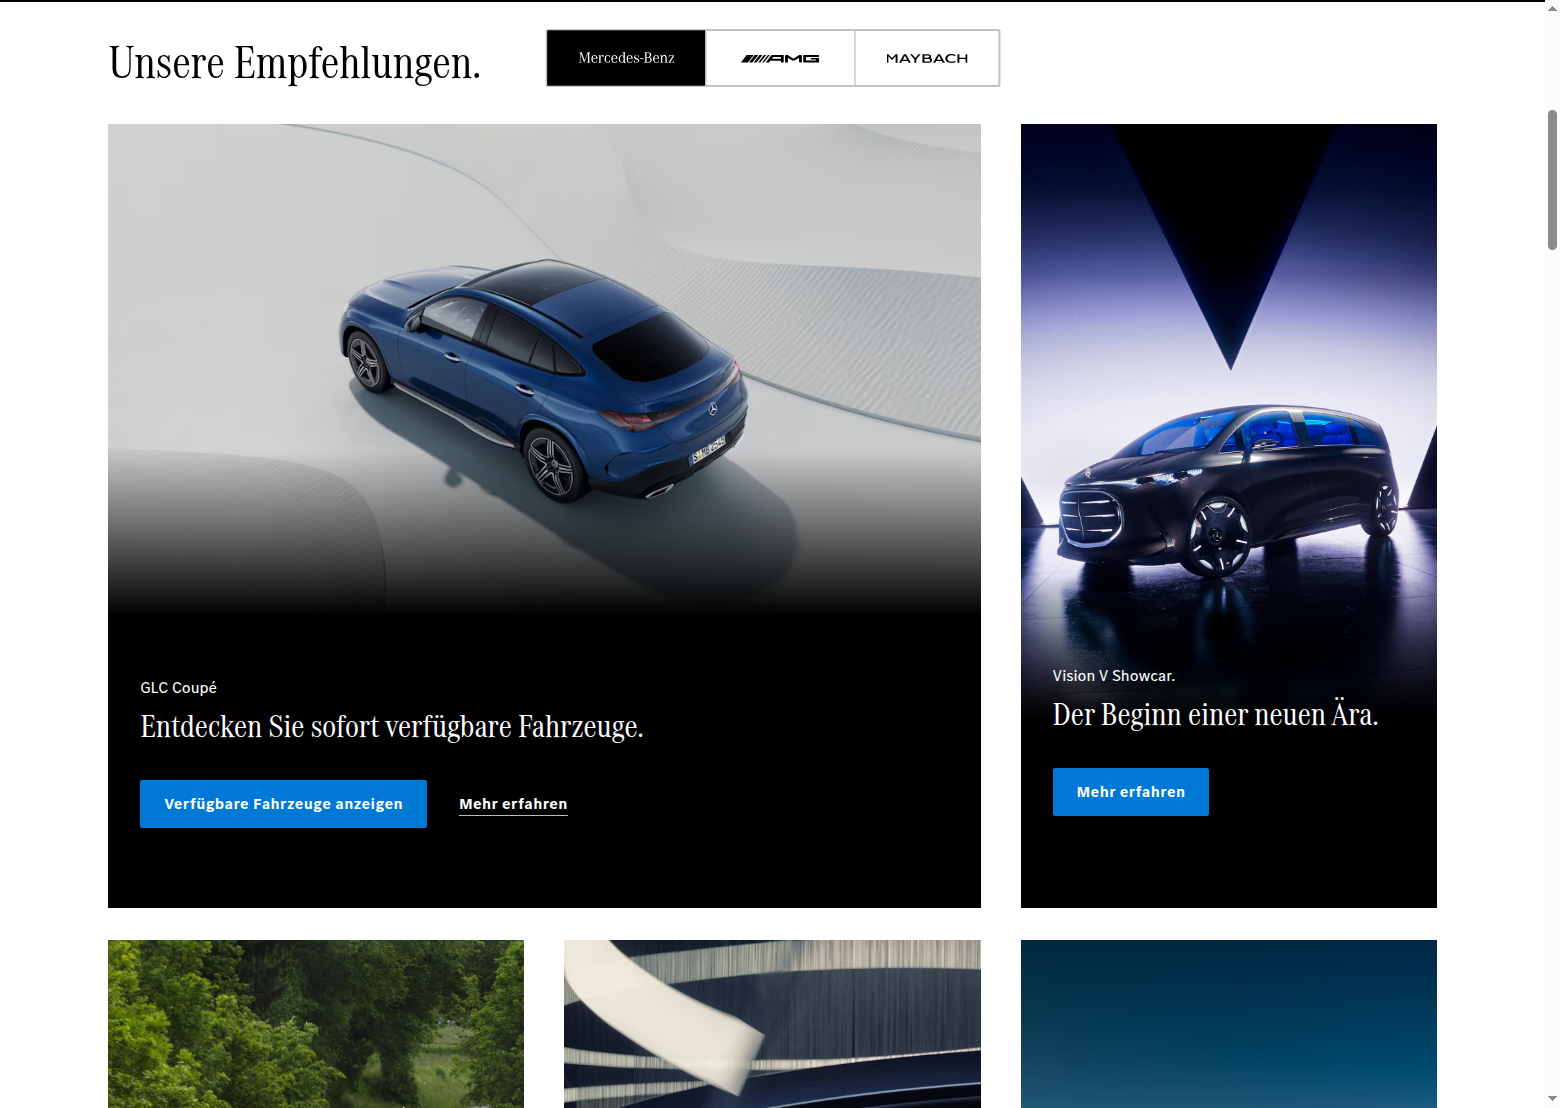 Unsere Empfehlungen.
Mercedes-Benz
AMG
MAYBACH
GLC Coupé
Entdecken Sie sofort verfügbare Fahrzeuge.
Verfügbare Fahrzeuge anzeigen
Mehr erfahren
Vision V Showcar.
Der Beginn einer neuen Ära.
Mehr erfahren